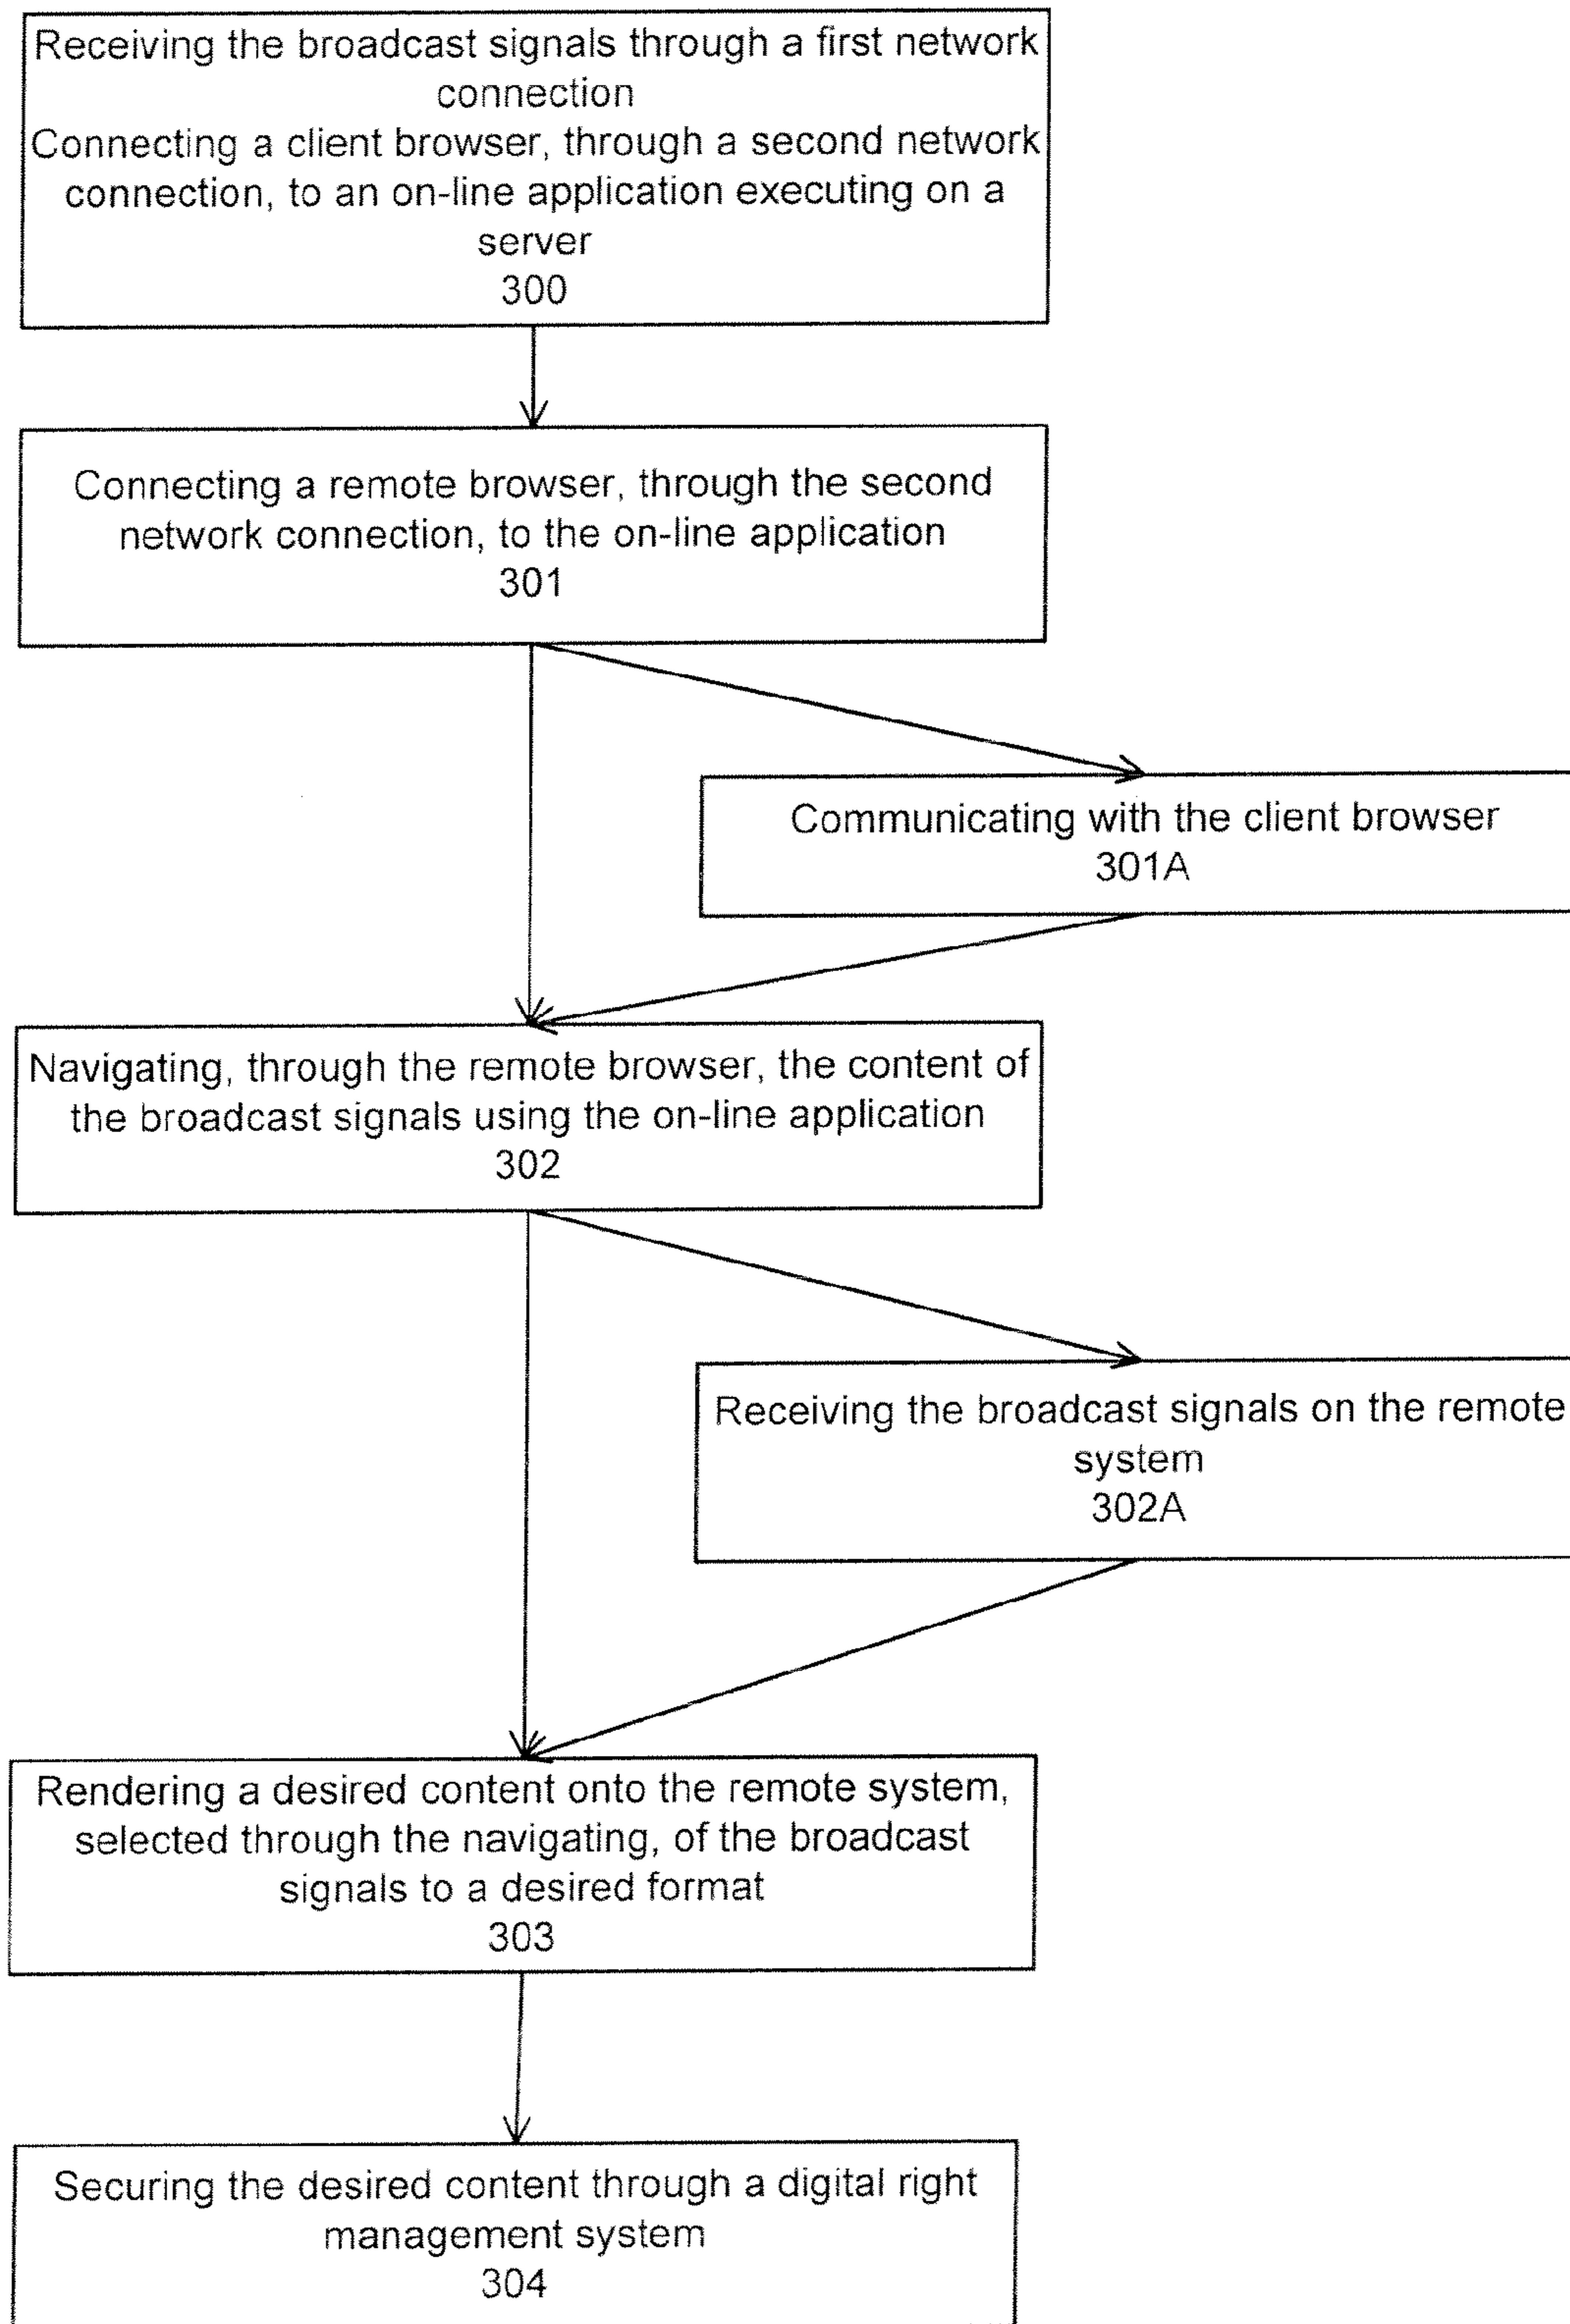 Receiving the broadcast signals through a first network
connection
Connecting a client browser, through a second network
connection, to an on-line application executing on a
server
300
Connecting a remote browser, through the second
network connection, to the on-line application
301
Communicating with the client browser
301A
Navigating, through the remote browser, the content of
the broadcast signals using the on-line application
302
Receiving the broadcast signals on the remote
system
302A
Rendering a desired content onto the remote system,
selected through the navigating, of the broadcast
signals to a desired format
303
Securing the desired content through a digital right
management system
304